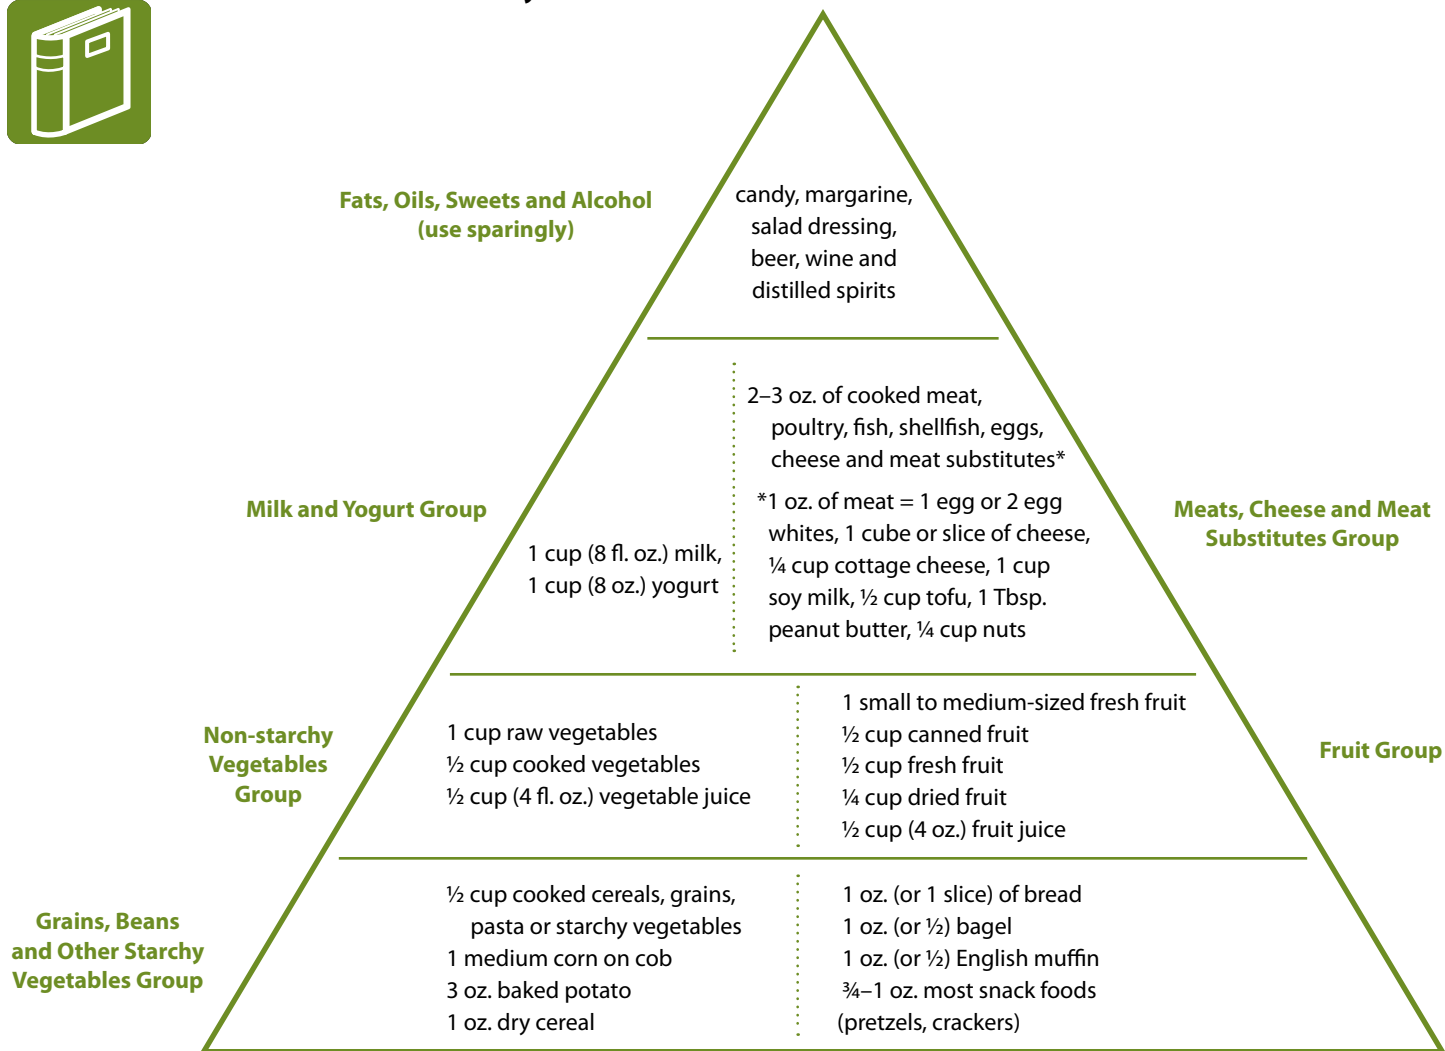 Fats, Oils, Sweets and Alcohol
(use sparingly)
candy, margarine,
salad dressing,
beer, wine and
distilled spirits
Milk and Yogurt Group
1 cup (8 fl. oz.) milk,
1 cup (8 oz.) yogurt
2–3 oz. of cooked meat,
poultry, fish, shellfish, eggs,
cheese and meat substitutes*
*1 oz. of meat = 1 egg or 2 egg
whites, 1 cube or slice of cheese,
¼ cup cottage cheese, 1 cup
soy milk, ½ cup tofu, 1 Tbsp.
peanut butter, ¼ cup nuts
Meats, Cheese and Meat
Substitutes Group
Non-starchy
Vegetables
Group
1 cup raw vegetables
½ cup cooked vegetables
½ cup (4 fl. oz.) vegetable juice
1 small to medium-sized fresh fruit
½ cup canned fruit
½ cup fresh fruit
¼ cup dried fruit
½ cup (4 oz.) fruit juice
Fruit Group
Grains, Beans
and Other Starchy
Vegetables Group
½ cup cooked cereals, grains,
pasta or starchy vegetables
1 medium corn on cob
3 oz. baked potato
1 oz. dry cereal
1 oz. (or 1 slice) of bread
1 oz. (or ½) bagel
1 oz. (or ½) English muffin
¾–1 oz. most snack foods
(pretzels, crackers)